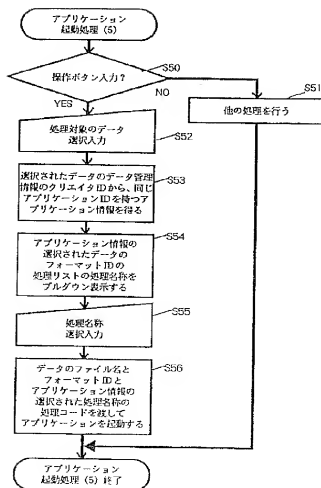 アプリケーション
起動処理(5)
S50
操作ボタン入力?
YES
NO
S51
他の処理を行う
処理対象のデータ
選択入力
S52
S53
選択されたデータのデータ管理
情報のクリエイタIDから、同じ
アプリケーションIDを持つア
プリケーション情報を得る
S54
アプリケーション情報の
選択されたデータの
フォーマットIDの
処理リストの処理名称を
プルダウン表示する
S55
処理名称
選択入力
S56
データのファイル名と
フォーマットIDと
アプリケーション情報の
選択された処理名称の
処理コードを渡して
アプリケーションを起動する
アプリケーション
起動処理(5)終了